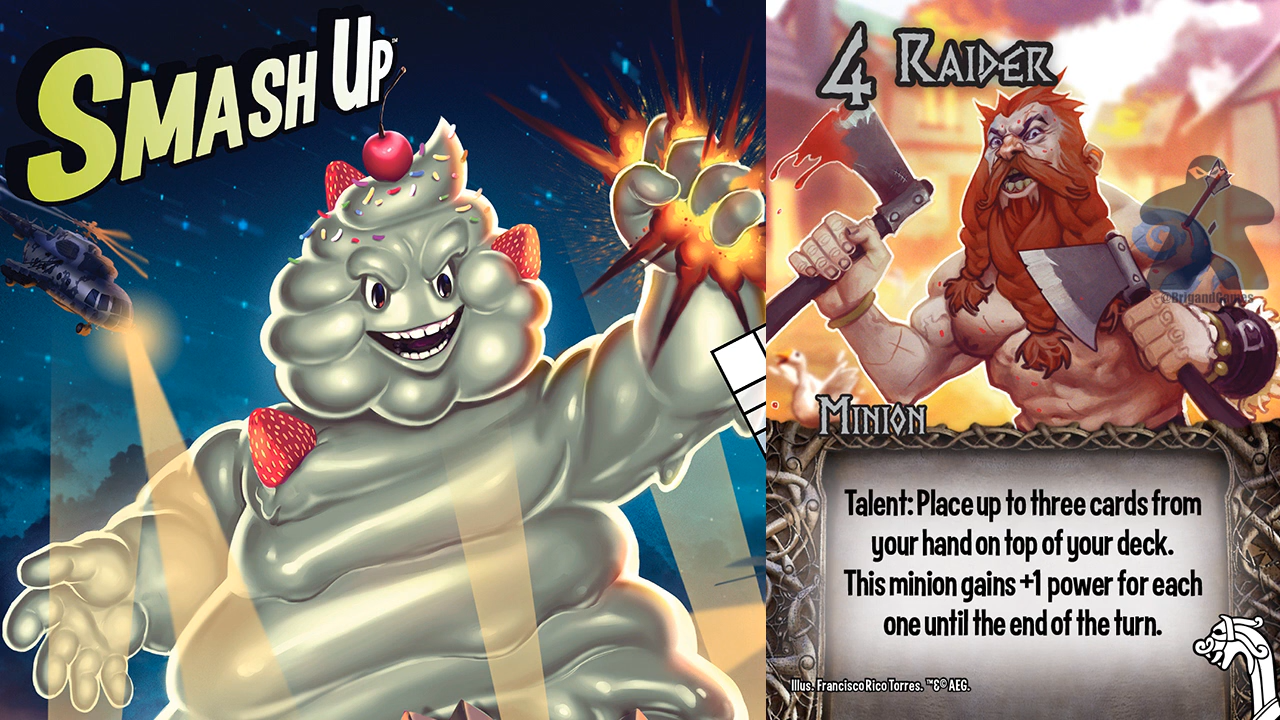 SMASH UP™
4 RAIDER
@BrigandGames
MINION
Talent: Place up to three cards from
your hand on top of your deck.
This minion gains +1 power for each
one until the end of the turn.
Illus. Francisco Rico Torres. ™&© AEG.